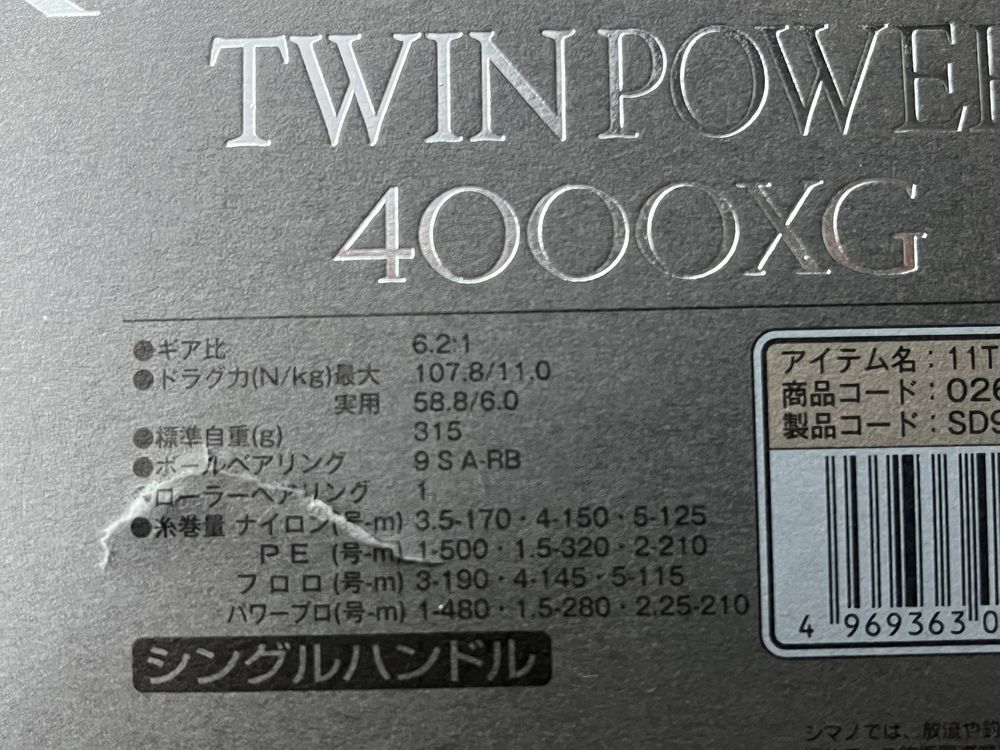 TWINPOWER
4000XG
●ギア比 6.2:1
●ドラグ力(N/kg)最大 107.8/11.0
実用 58.8/6.0
●標準自重(g) 315
●ボールベアリング 9 S A-RB
ローラーベアリング 1
●糸巻量 ナイロン(号-m) 3.5-170・4-150・5-125
PE (号-m) 1-500・1.5-320・2-210
フロロ(号-m) 3-190・4-145・5-115
パワープロ(号-m) 1-480・1.5-280・2.25-210
シングルハンドル
アイテム名:11T
商品コード:026
製品コード:SD9
4 969363 0
シマノでは、放流や釣